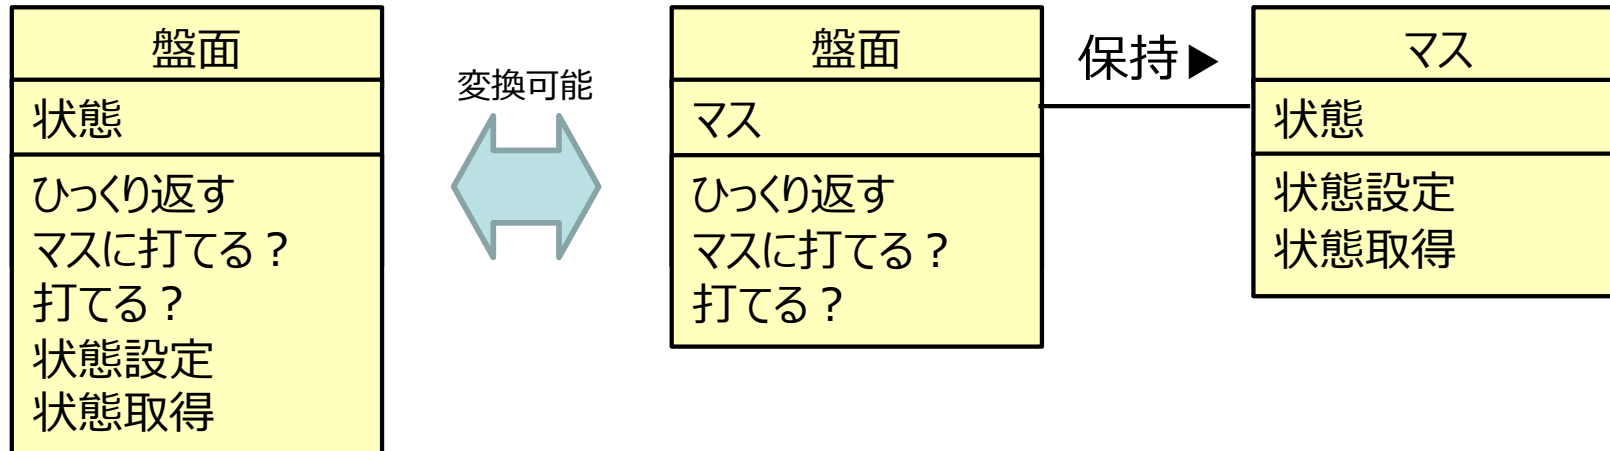 盤面
状態
ひっくり返す
マスに打てる？
打てる？
状態設定
状態取得
変換可能
盤面
マス
ひっくり返す
マスに打てる？
打てる？
保持▶
マス
状態
状態設定
状態取得